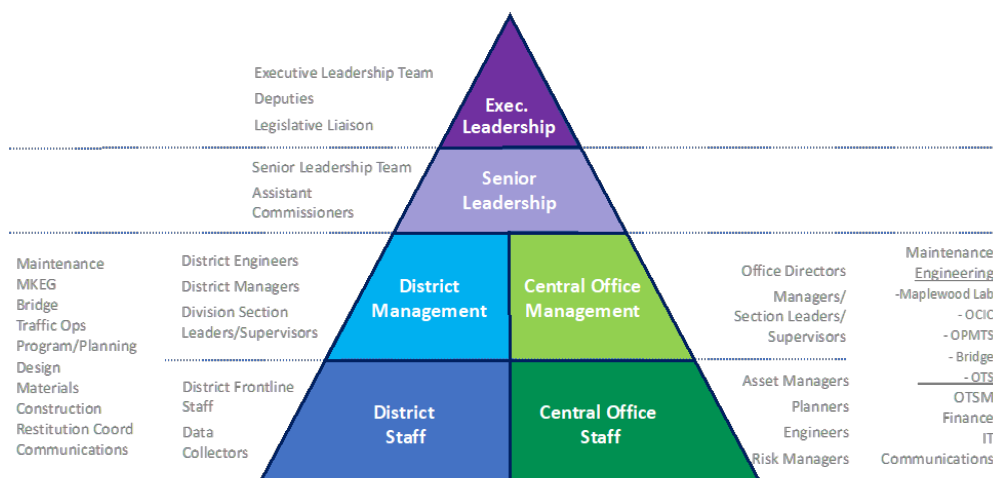 Executive Leadership Team
Deputies
Legislative Liaison
Exec.
Leadership
Senior Leadership Team
Assistant
Commissioners
Senior
Leadership
Maintenance
MKEG
Bridge
Traffic Ops
Program/Planning
Design
Materials
Construction
Restitution Coord
Communications
District Engineers
District Managers
Division Section
Leaders/Supervisors
District
Management
Central Office
Management
Office Directors
Managers/
Section Leaders/
Supervisors
Maintenance
Engineering
-Maplewood Lab
- OCIC
- OPMTS
- Bridge
- OTS
OTSM
Finance
IT
Communications
District Frontline
Staff
Data
Collectors
District
Staff
Central Office
Staff
Asset Managers
Planners
Engineers
Risk Managers